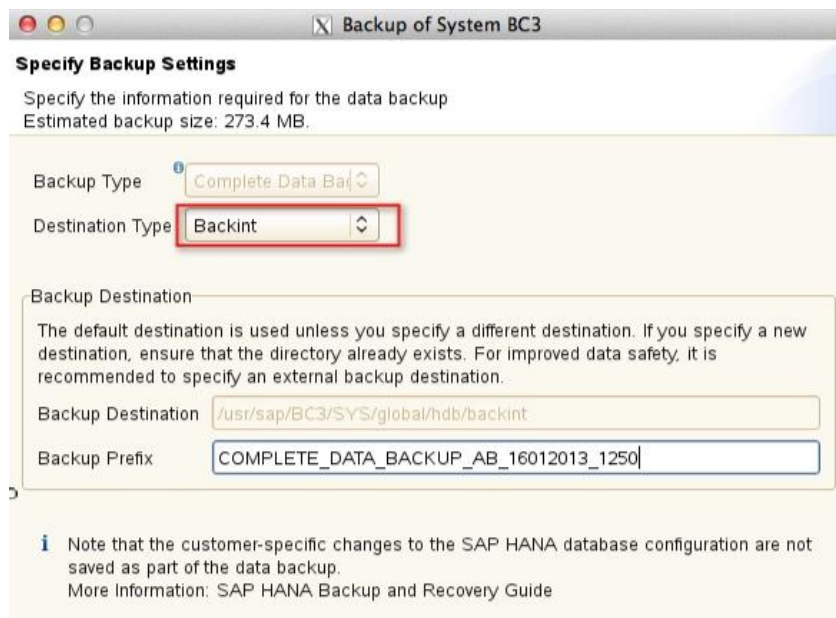 Backup of System BC3
Specify Backup Settings
Specify the information required for the data backup
Estimated backup size: 273.4 MB.
Backup Type
Complete Data Bac
Destination Type
Backint
Backup Destination
The default destination is used unless you specify a different destination. If you specify a new
destination, ensure that the directory already exists. For improved data safety, it is
recommended to specify an external backup destination.
Backup Destination
/usr/sap/BC3/SYS/global/hdb/backint
Backup Prefix
COMPLETE_DATA_BACKUP_AB_16012013_1250
i Note that the customer-specific changes to the SAP HANA database configuration are not
saved as part of the data backup.
More Information: SAP HANA Backup and Recovery Guide